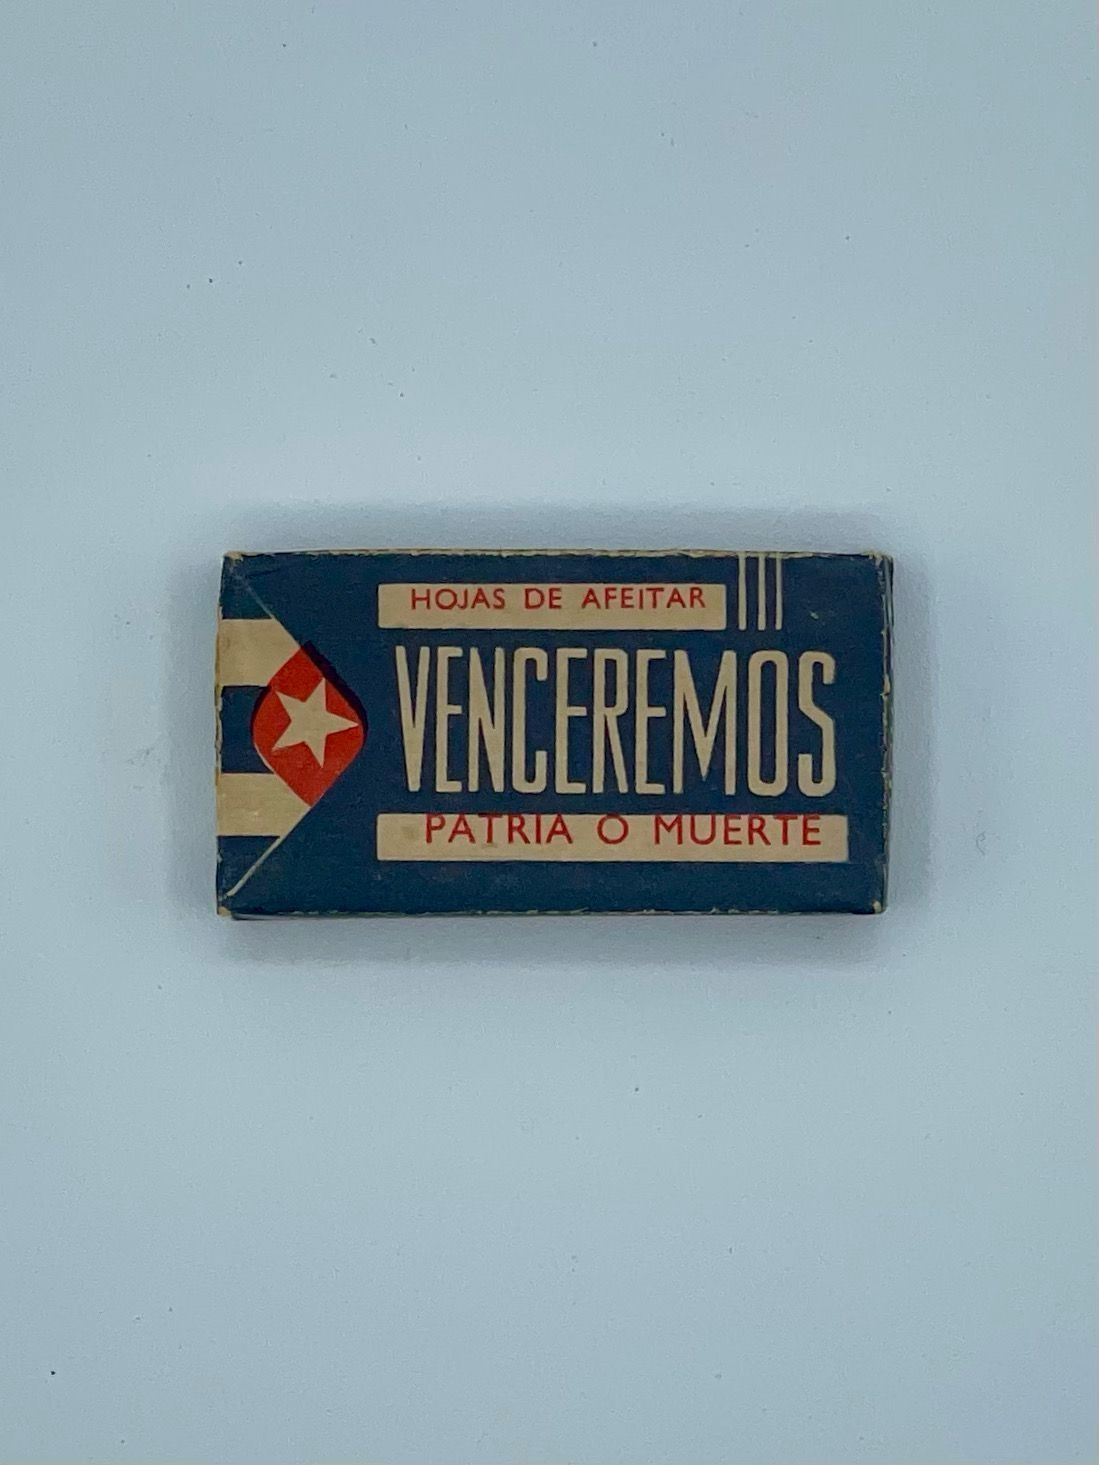 HOJAS DE AFEITAR
VENCEREMOS
PATRIA O MUERTE